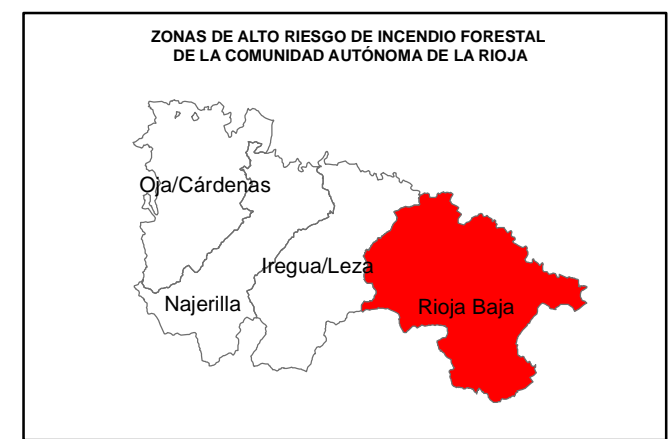 ZONAS DE ALTO RIESGO DE INCENDIO FORESTAL
DE LA COMUNIDAD AUTÓNOMA DE LA RIOJA
Oja/Cárdenas
Iregua/Leza
Najerilla
Rioja Baja